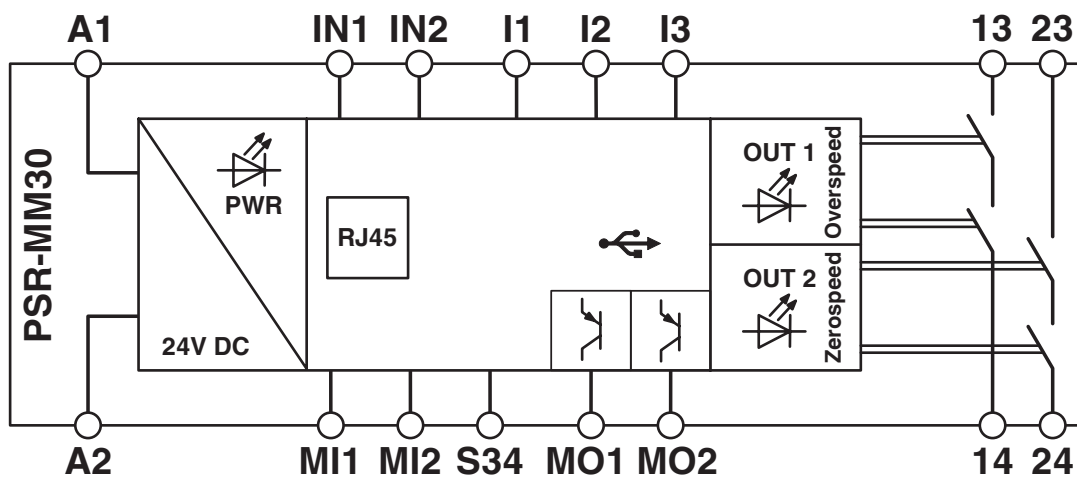 A1 IN1 IN2 I1 I2 I3 13 23
PSR-MM30
PWR
24V DC
RJ45
OUT 1
Overspeed
OUT 2
Zerospeed
A2 MI1 MI2 S34 MO1 MO2 14 24